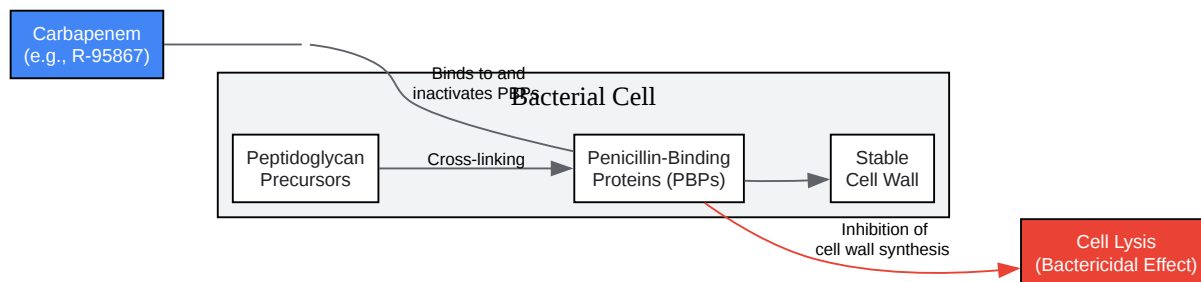 Carbapenem
(e.g., R-95867)
Binds to and
inactivates PBPs
Bacterial Cell
Peptidoglycan
Precursors
Cross-linking
Penicillin-Binding
Proteins (PBPs)
Stable
Cell Wall
Inhibition of
cell wall synthesis
Cell Lysis
(Bactericidal Effect)